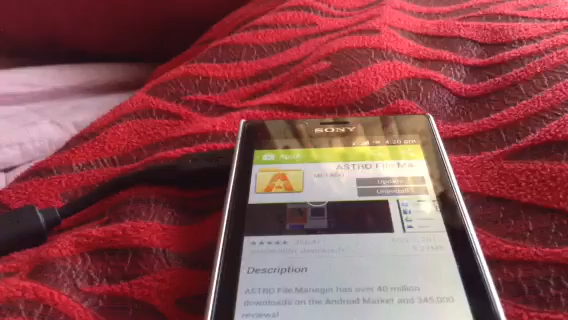 SONY
4:20 pm
Apps
ASTRO File Ma
Update
Uninstall
Description
ASTRO File Manager has over 40 million
downloads on the Android Market and 345,000
reviews!